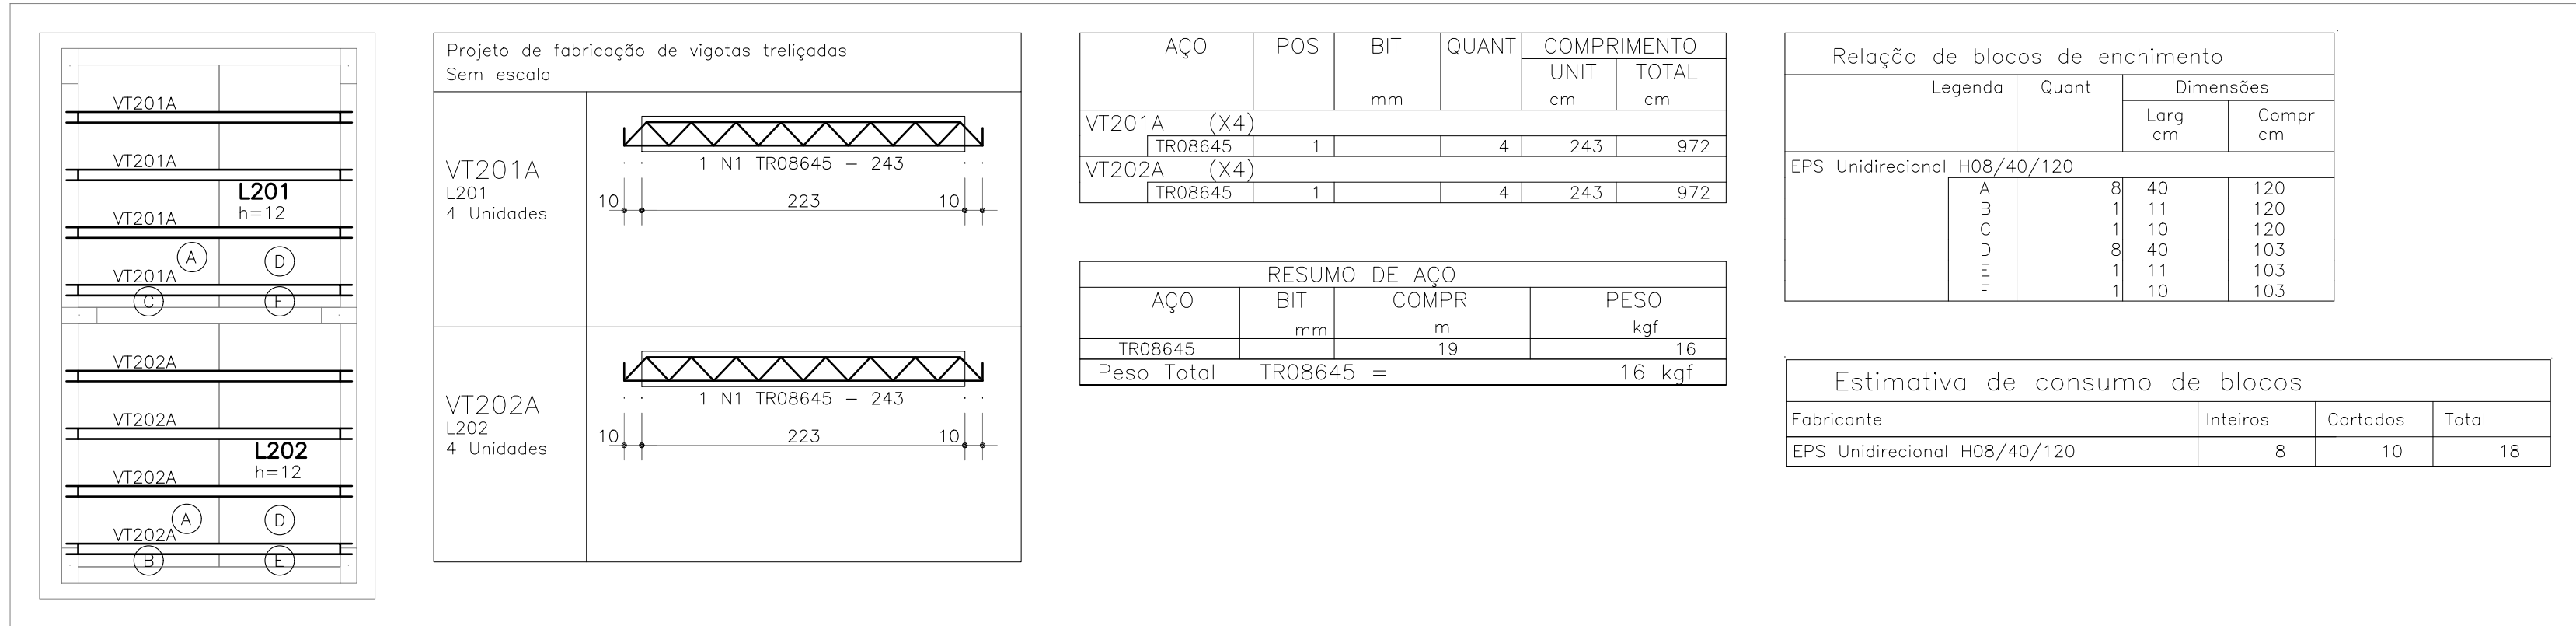 VT201A
VT201A
L201
h=12
VT201A
A
D
VT201A
C
F
VT202A
VT202A
L202
h=12
VT202A
A
D
VT202A
B
E
Projeto de fabricação de vigotas treliçadas
Sem escala
VT201A
L201
4 Unidades
1 N1 TR08645 - 243
10 223 10
VT202A
L202
4 Unidades
1 N1 TR08645 - 243
10 223 10
AÇO POS BIT QUANT COMPRIMENTO
UNIT TOTAL
mm cm cm
VT201A (X4)
TR08645 1 4 243 972
VT202A (X4)
TR08645 1 4 243 972
RESUMO DE AÇO
AÇO BIT COMPR PESO
mm m kgf
TR08645 19 16
Peso Total TR08645 = 16 kgf
Relação de blocos de enchimento
Legenda Quant Dimensões
Larg Compr
cm cm
EPS Unidirecional H08/40/120
A 8 40 120
B 1 11 120
C 1 10 120
D 8 40 103
E 1 11 103
F 1 10 103
Estimativa de consumo de blocos
Fabricante Inteiros Cortados Total
EPS Unidirecional H08/40/120 8 10 18